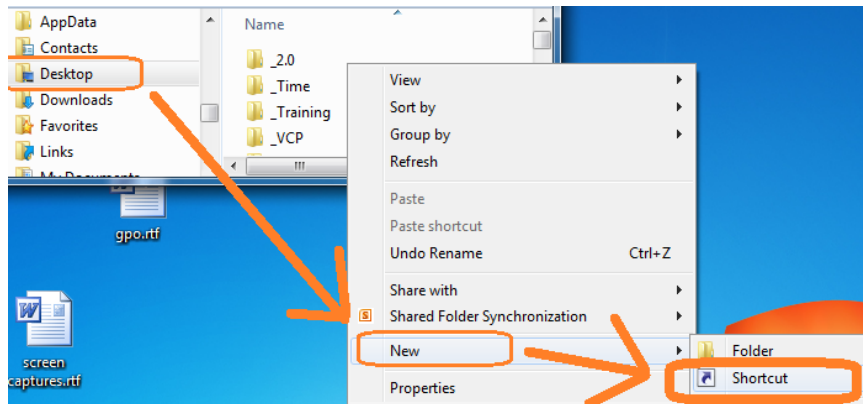 AppData
Contacts
Desktop
Downloads
Favorites
Links
My Documents
Name
_2.0
_Time
_Training
_VCP
gpo.rtf
screen
captures.rtf
View
Sort by
Group by
Refresh
Paste
Paste shortcut
Undo Rename Ctrl+Z
Share with
S Shared Folder Synchronization
New
Properties
Folder
Shortcut